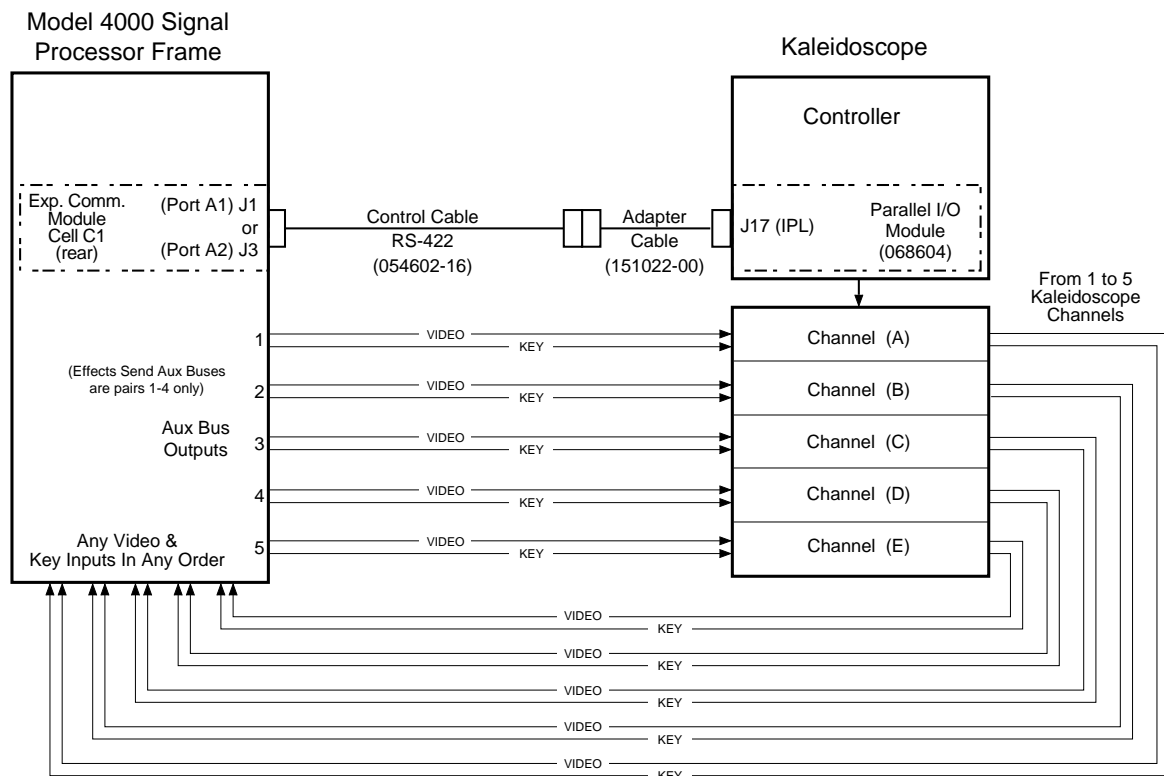 Model 4000 Signal
Processor Frame
Kaleidoscope
Controller
Exp. Comm.
Module
Cell C1
(rear)
(Port A1) J1
or
(Port A2) J3
Control Cable
RS-422
(054602-16)
Adapter
Cable
(151022-00)
J17 (IPL)
Parallel I/O
Module
(068604)
From 1 to 5
Kaleidoscope
Channels
1
VIDEO
KEY
Channel (A)
(Effects Send Aux Buses
are pairs 1-4 only)
2
VIDEO
KEY
Channel (B)
Aux Bus
Outputs
3
VIDEO
KEY
Channel (C)
4
VIDEO
KEY
Channel (D)
5
VIDEO
KEY
Channel (E)
Any Video &
Key Inputs In Any Order
VIDEO
KEY
VIDEO
KEY
VIDEO
KEY
VIDEO
KEY
VIDEO
KEY